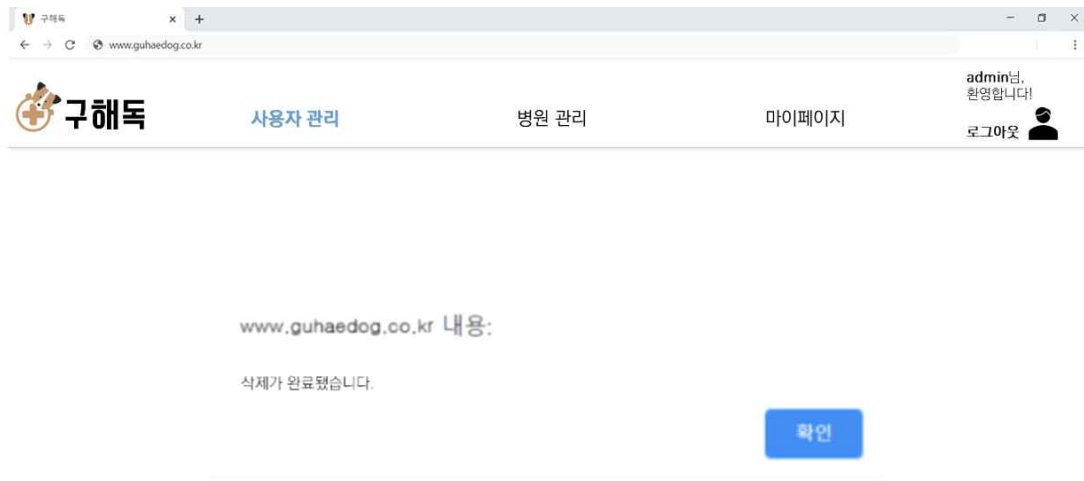 구해독
www.guhaedog.co.kr
구해독
사용자 관리
병원 관리
마이페이지
admin님,
환영합니다!
로그아웃
www.guhaedog.co.kr 내용:
삭제가 완료됐습니다.
확인